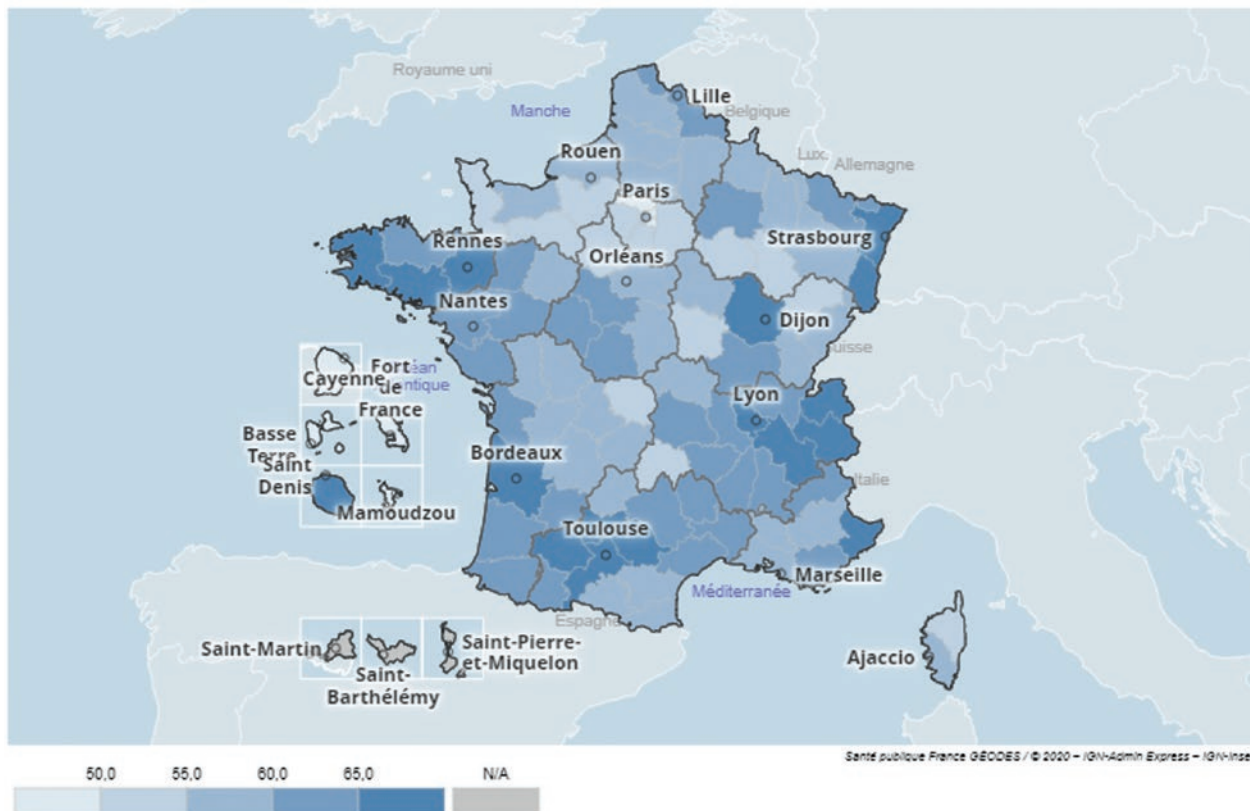 Royaume uni
Manche
Lille
Belgique
Rouen
Lux.
Allemagne
Paris
Strasbourg
Rennes
Orléans
Nantes
Dijon
Cayenne
Fort
de
France
Lyon
Basse
Terre
Saint
Denis
Bordeaux
Italie
Mamoudzou
Toulouse
Marseille
Méditerranée
Saint-Martin
Saint-Pierre-
et-Miquelon
Saint-
Barthélémy
Ajaccio
Santé publique France GÉODES / © 2020 – IGN-Admin Express – IGN-Inse
50,0 55,0 60,0 65,0 N/A